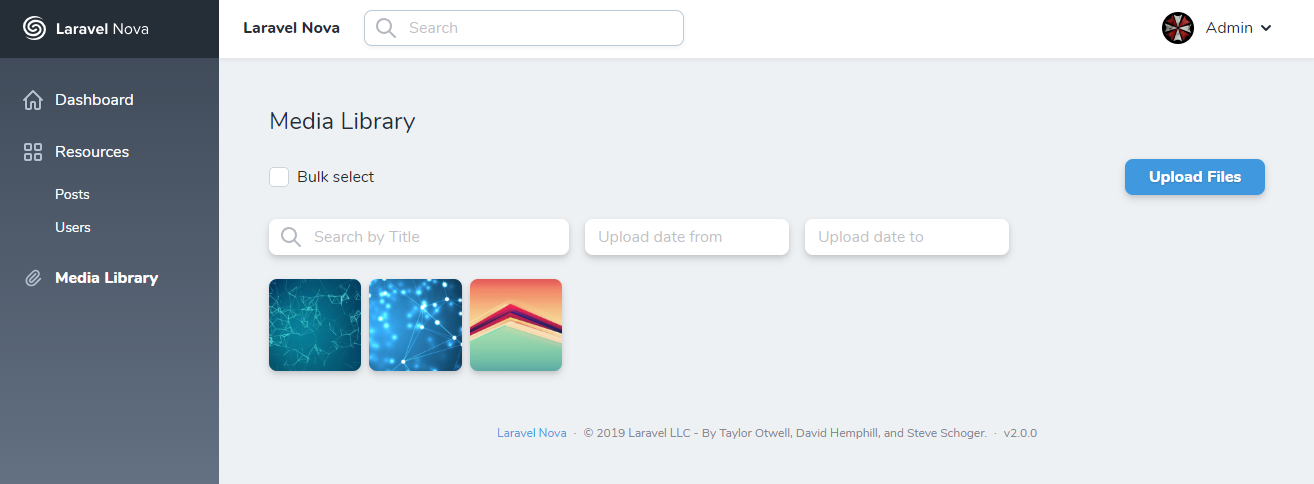 Laravel Nova
Laravel Nova
Search
Admin
Dashboard
Resources
Posts
Users
Media Library
Media Library
Bulk select
Upload Files
Search by Title
Upload date from
Upload date to
Laravel Nova · © 2019 Laravel LLC - By Taylor Otwell, David Hemphill, and Steve Schoger. · v2.0.0